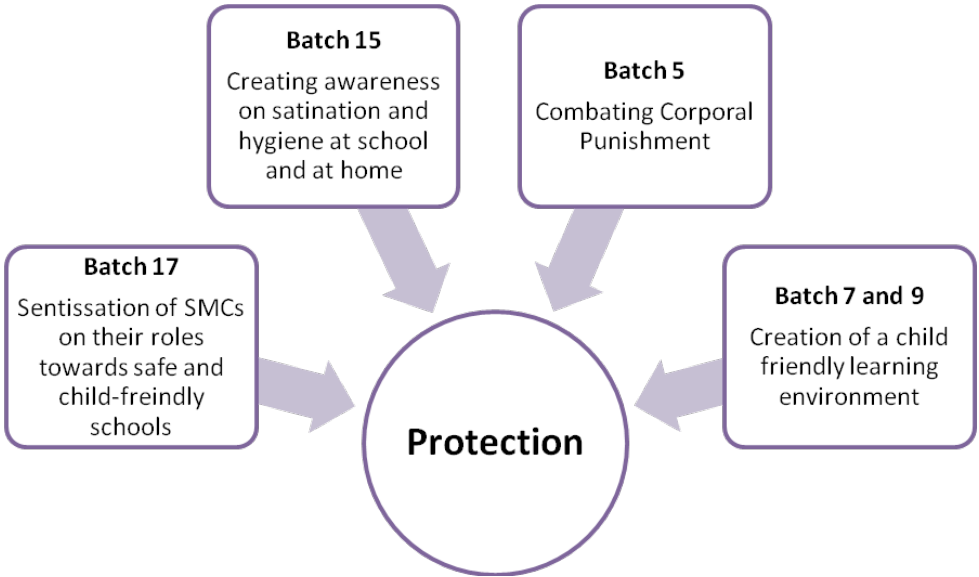 Batch 15
Creating awareness
on satination and
hygiene at school
and at home
Batch 5
Combating Corporal
Punishment
Batch 17
Sentissation of SMCs
on their roles
towards safe and
child-freindly
schools
Batch 7 and 9
Creation of a child
friendly learning
environment
Protection